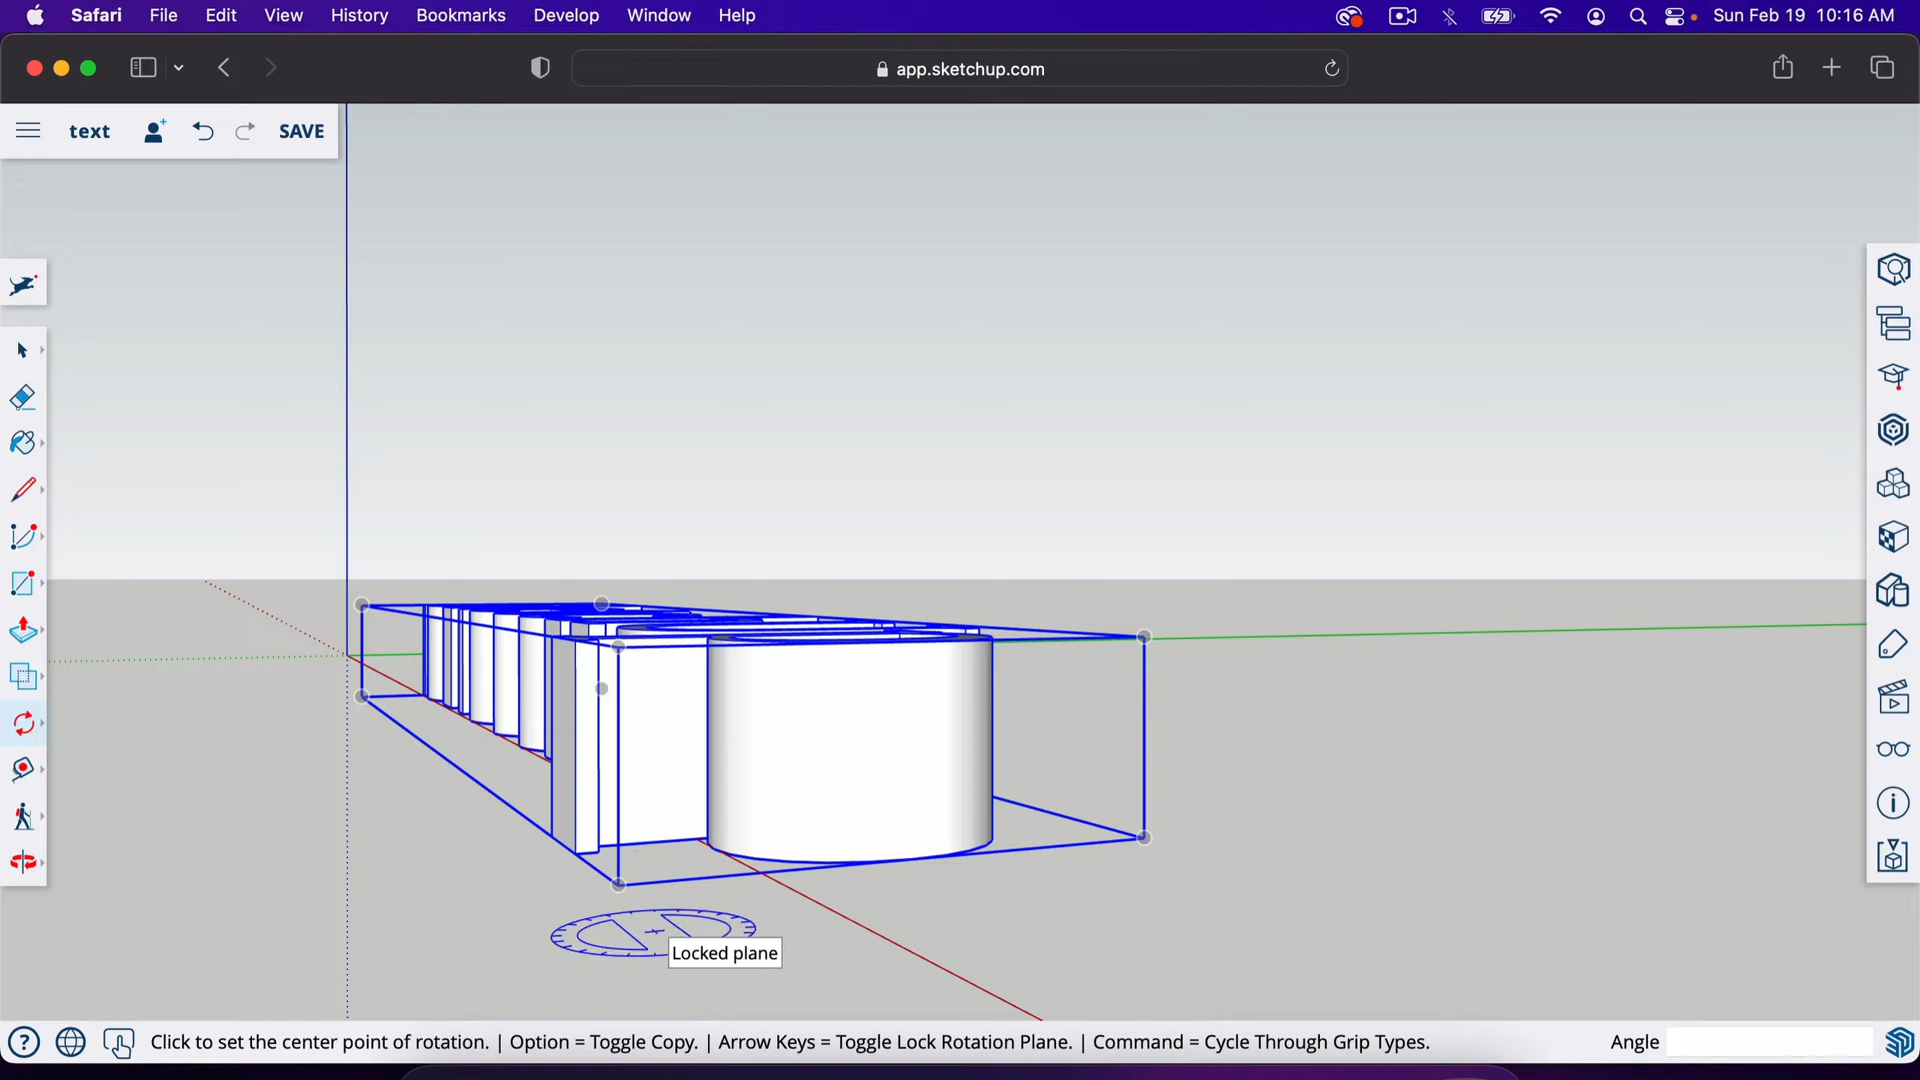 Safari File Edit View History Bookmarks Develop Window Help Sun Feb 19 10:16 AM
app.sketchup.com
text SAVE
Locked plane
Click to set the center point of rotation. | Option = Toggle Copy. | Arrow Keys = Toggle Lock Rotation Plane. | Command = Cycle Through Grip Types. Angle